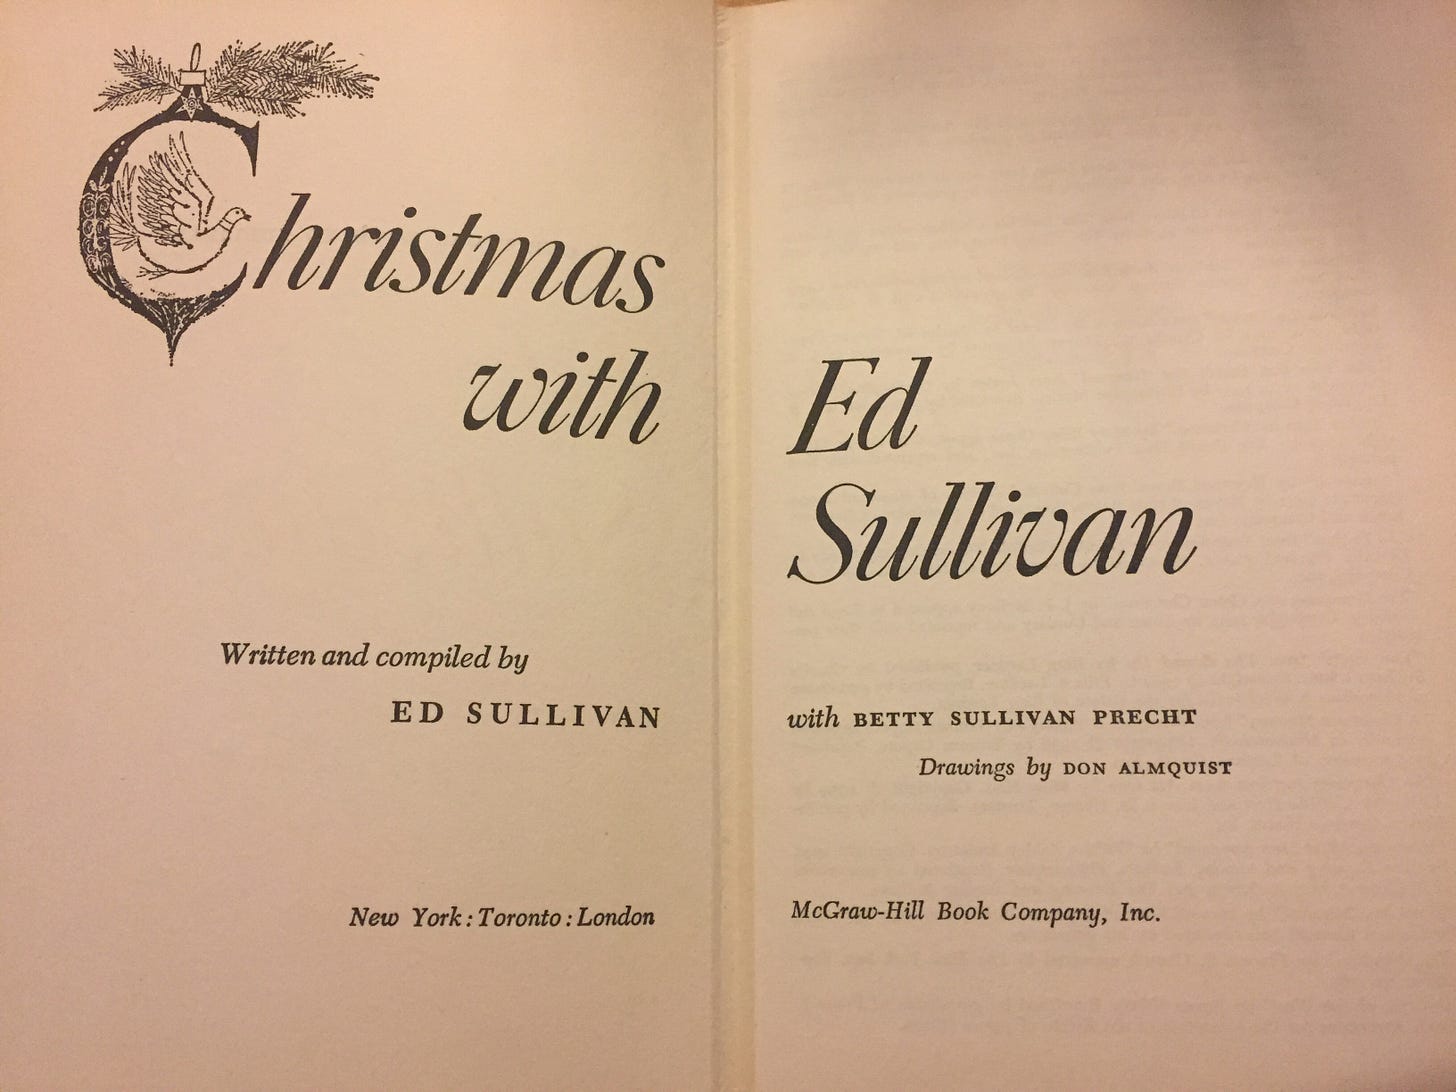 Christmas
with
Ed
Sullivan
Written and compiled by
ED SULLIVAN
with BETTY SULLIVAN PRECHT
Drawings by DON ALMQUIST
New York : Toronto : London
McGraw-Hill Book Company, Inc.